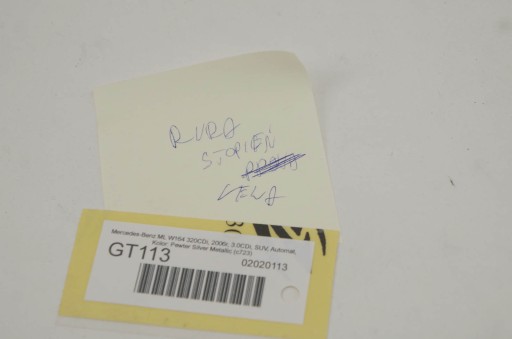 RURA
STOPIEŃ
LEWA
Mercedes-Benz ML W164 320CDi, 2006r, 3.0CDi, SUV, Automat,
Kolor: Pewter Silver Metallic (c723)
GT113
02020113